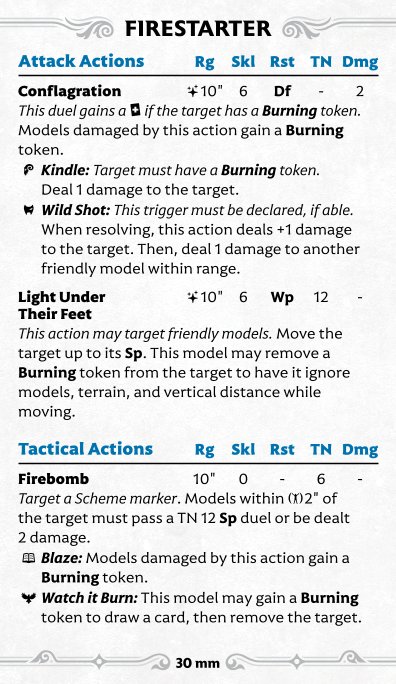 FIRESTARTER
Attack Actions Rg Skl Rst TN Dmg
Conflagration 10" 6 Df - 2
This duel gains a if the target has a Burning token.
Models damaged by this action gain a Burning
token.
Kindle: Target must have a Burning token.
Deal 1 damage to the target.
Wild Shot: This trigger must be declared, if able.
When resolving, this action deals +1 damage
to the target. Then, deal 1 damage to another
friendly model within range.
Light Under 10" 6 Wp 12 -
Their Feet
This action may target friendly models. Move the
target up to its Sp. This model may remove a
Burning token from the target to have it ignore
models, terrain, and vertical distance while
moving.
Tactical Actions Rg Skl Rst TN Dmg
Firebomb 10" 0 - 6 -
Target a Scheme marker. Models within 2" of
the target must pass a TN 12 Sp duel or be dealt
2 damage.
Blaze: Models damaged by this action gain a
Burning token.
Watch it Burn: This model may gain a Burning
token to draw a card, then remove the target.
30 mm